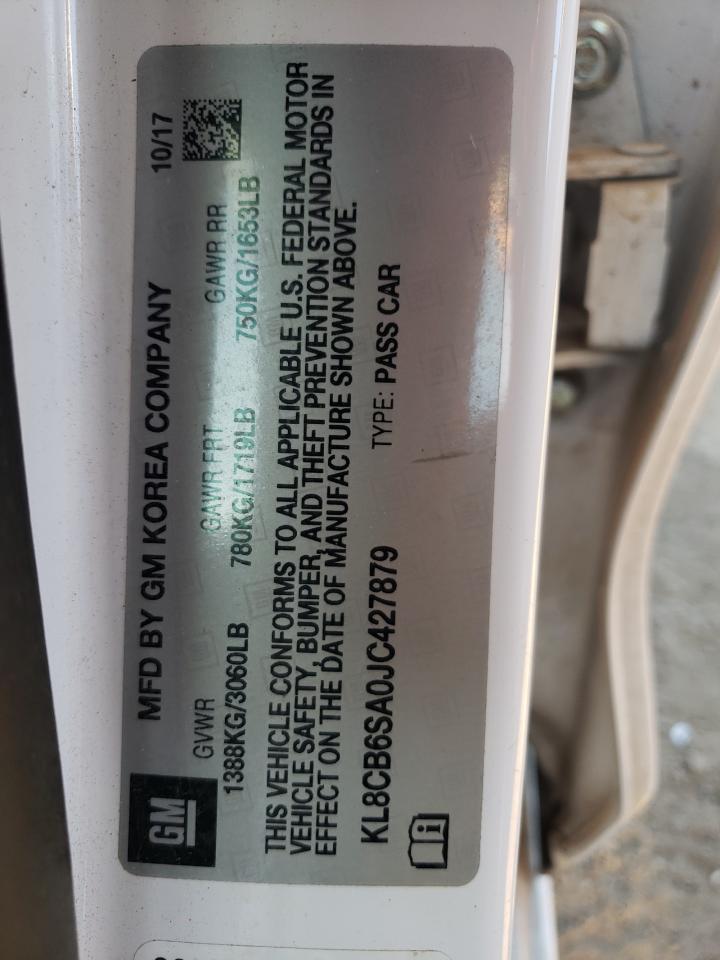 GM
MFD BY GM KOREA COMPANY 10/17
GVWR GAWR FRT GAWR RR
1388KG/3060LB 780KG/1719LB 750KG/1653LB
THIS VEHICLE CONFORMS TO ALL APPLICABLE U.S. FEDERAL MOTOR
VEHICLE SAFETY, BUMPER, AND THEFT PREVENTION STANDARDS IN
EFFECT ON THE DATE OF MANUFACTURE SHOWN ABOVE.
KL8CB6SA0JC427879 TYPE: PASS CAR